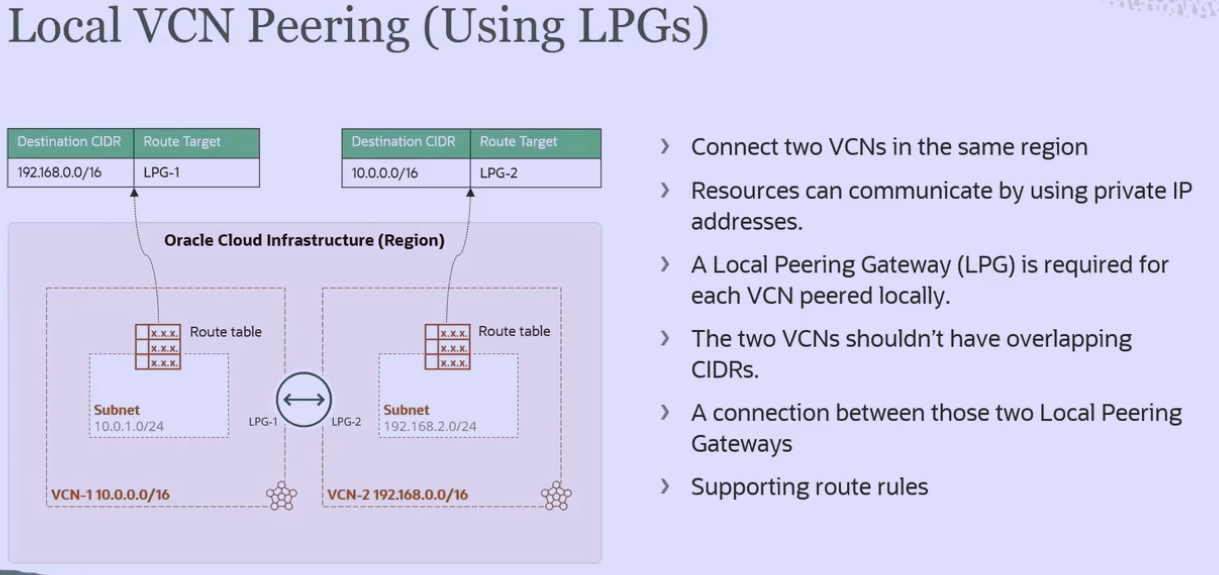 Local VCN Peering (Using LPGs)
Destination CIDR Route Target
192.168.0.0/16 LPG-1
Destination CIDR Route Target
10.0.0.0/16 LPG-2
Oracle Cloud Infrastructure (Region)
Route table
x.x.x.
x.x.x.
x.x.x.
Subnet
10.0.1.0/24
LPG-1
VCN-1 10.0.0.0/16
Route table
x.x.x.
x.x.x.
x.x.x.
Subnet
192.168.2.0/24
LPG-2
VCN-2 192.168.0.0/16
Connect two VCNs in the same region
Resources can communicate by using private IP
addresses.
A Local Peering Gateway (LPG) is required for
each VCN peered locally.
The two VCNs shouldn’t have overlapping
CIDRs.
A connection between those two Local Peering
Gateways
Supporting route rules